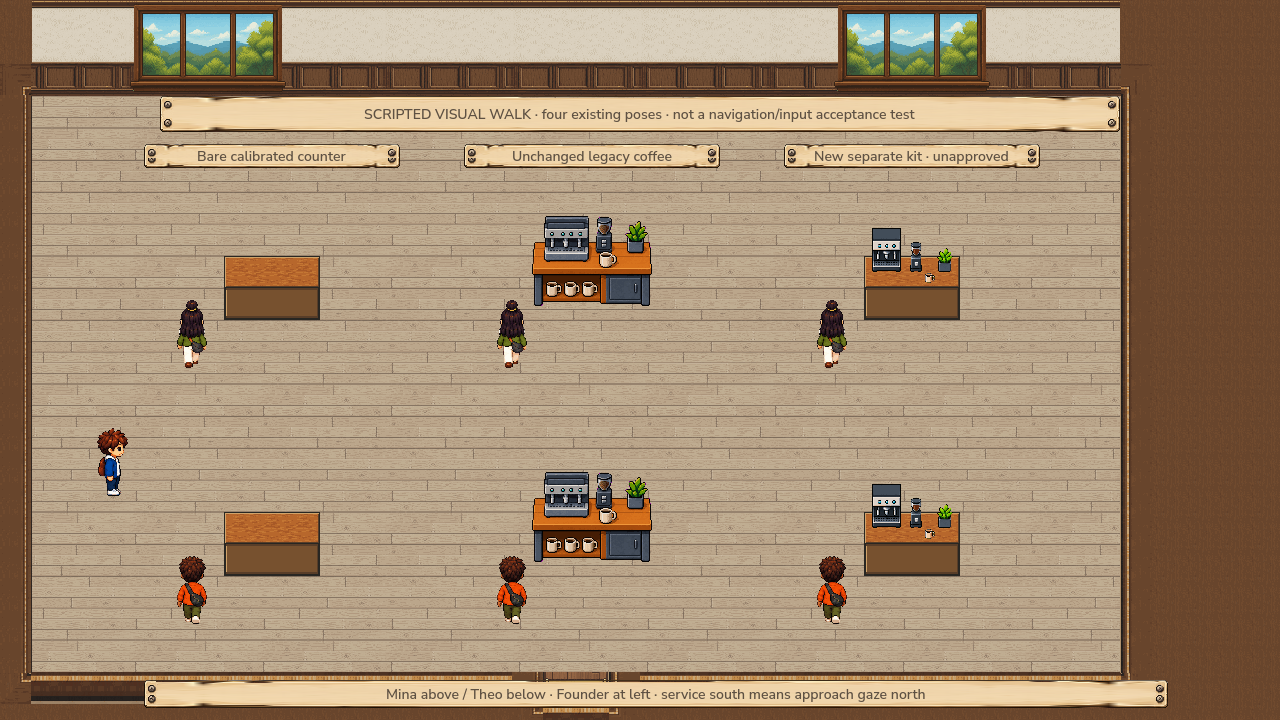 SCRIPTED VISUAL WALK · four existing poses · not a navigation/input acceptance test
Bare calibrated counter
Unchanged legacy coffee
New separate kit · unapproved
Mina above / Theo below · Founder at left · service south means approach gaze north